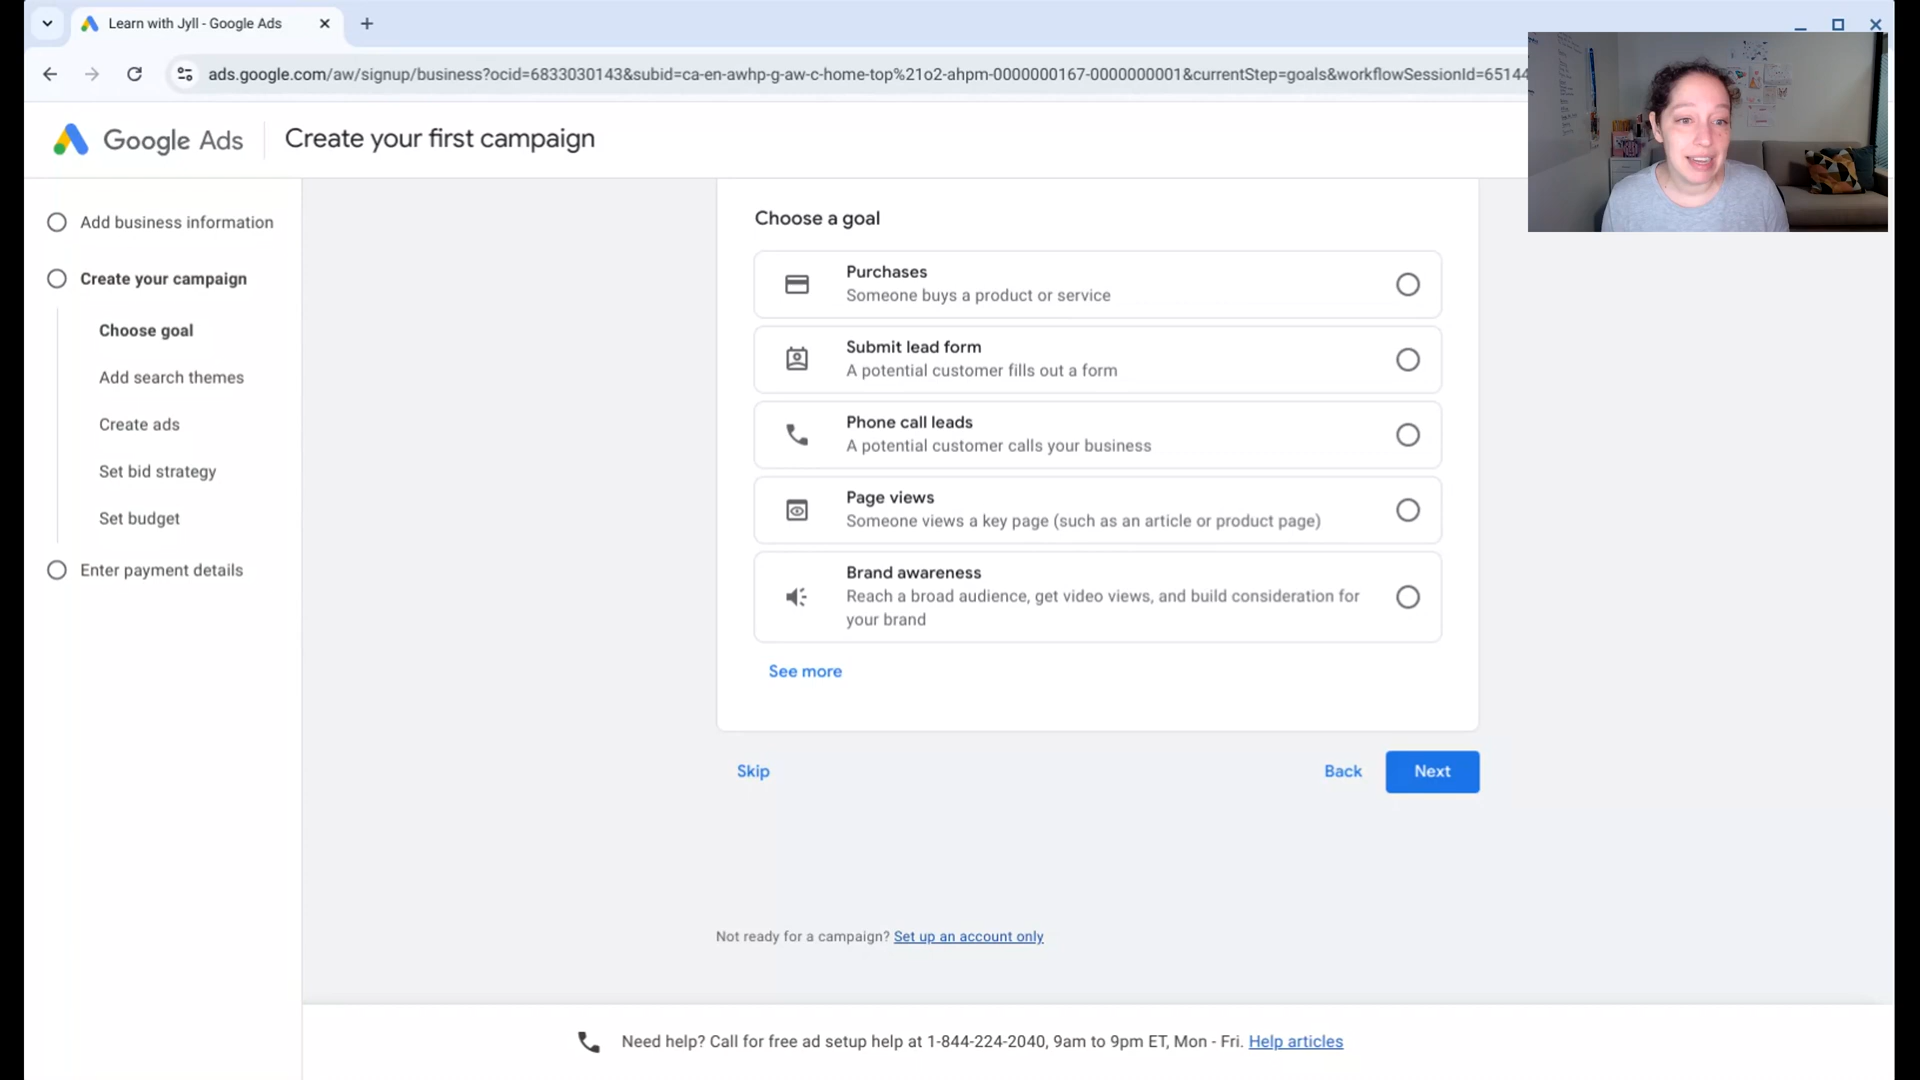 Learn with Jyll - Google Ads
ads.google.com/aw/signup/business?ocid=6833030143&subid=ca-en-awhp-g-aw-c-home-top%21o2-ahpm-0000000167-0000000001&currentStep=goals&workflowSessionId=65144
Google Ads
Create your first campaign
Add business information
Create your campaign
Choose goal
Add search themes
Create ads
Set bid strategy
Set budget
Enter payment details
Choose a goal
Purchases
Someone buys a product or service
Submit lead form
A potential customer fills out a form
Phone call leads
A potential customer calls your business
Page views
Someone views a key page (such as an article or product page)
Brand awareness
Reach a broad audience, get video views, and build consideration for
your brand
See more
Skip
Back
Next
Not ready for a campaign? Set up an account only
Need help? Call for free ad setup help at 1-844-224-2040, 9am to 9pm ET, Mon - Fri. Help articles